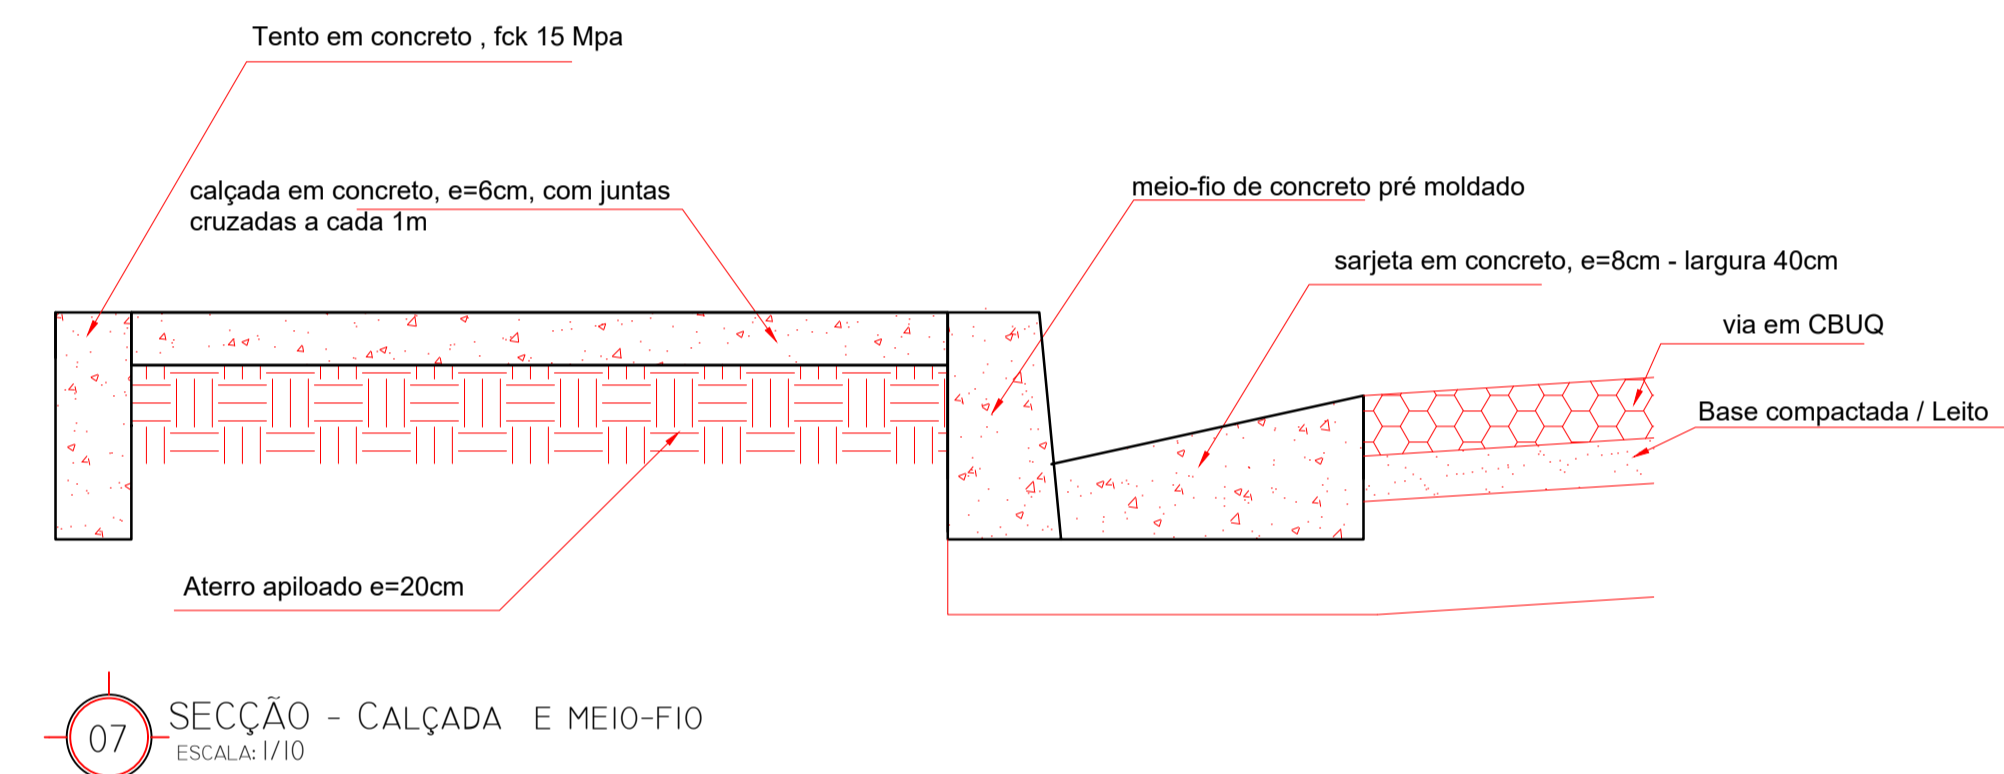 Tento em concreto , fck 15 Mpa
calçada em concreto, e=6cm, com juntas
cruzadas a cada 1m
meio-fio de concreto pré moldado
sarjeta em concreto, e=8cm - largura 40cm
via em CBUQ
Base compactada / Leito
Aterro apiloado e=20cm
07
SECÇÃO - CALÇADA E MEIO-FIO
ESCALA: 1/10